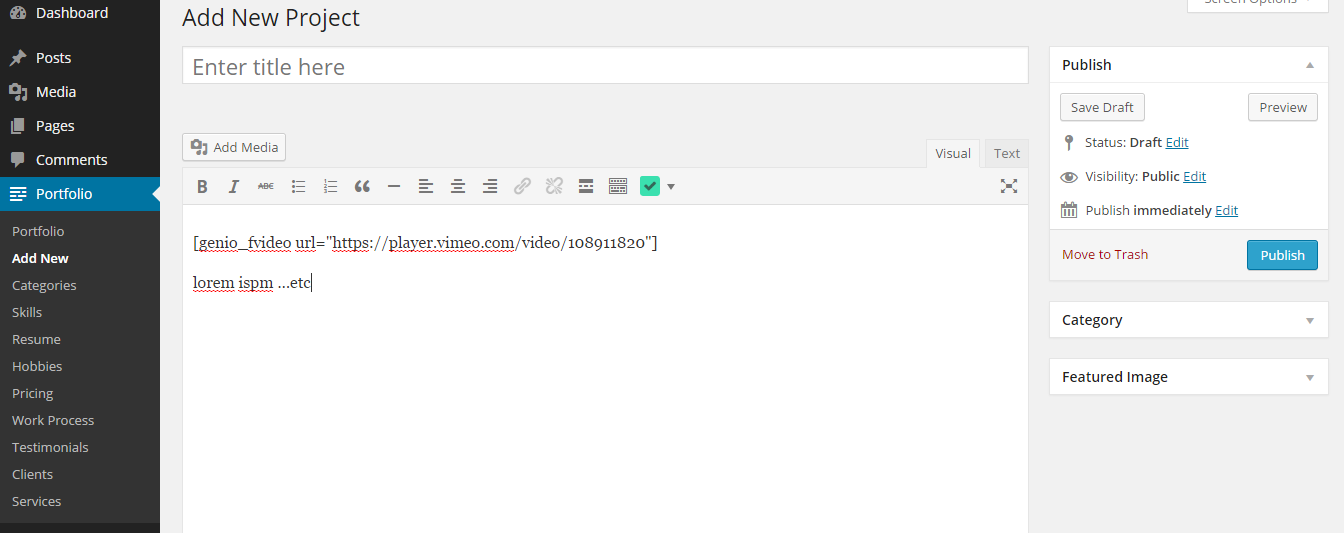 Dashboard
Posts
Media
Pages
Comments
Portfolio
Portfolio
Add New
Categories
Skills
Resume
Hobbies
Pricing
Work Process
Testimonials
Clients
Services
Screen Options
Add New Project
Enter title here
Add Media
Visual
Text
B I ABC
[genio_fvideo url="https://player.vimeo.com/video/108911820"]
lorem ispm ...etc
Publish
Save Draft
Preview
Status: Draft Edit
Visibility: Public Edit
Publish immediately Edit
Move to Trash
Publish
Category
Featured Image